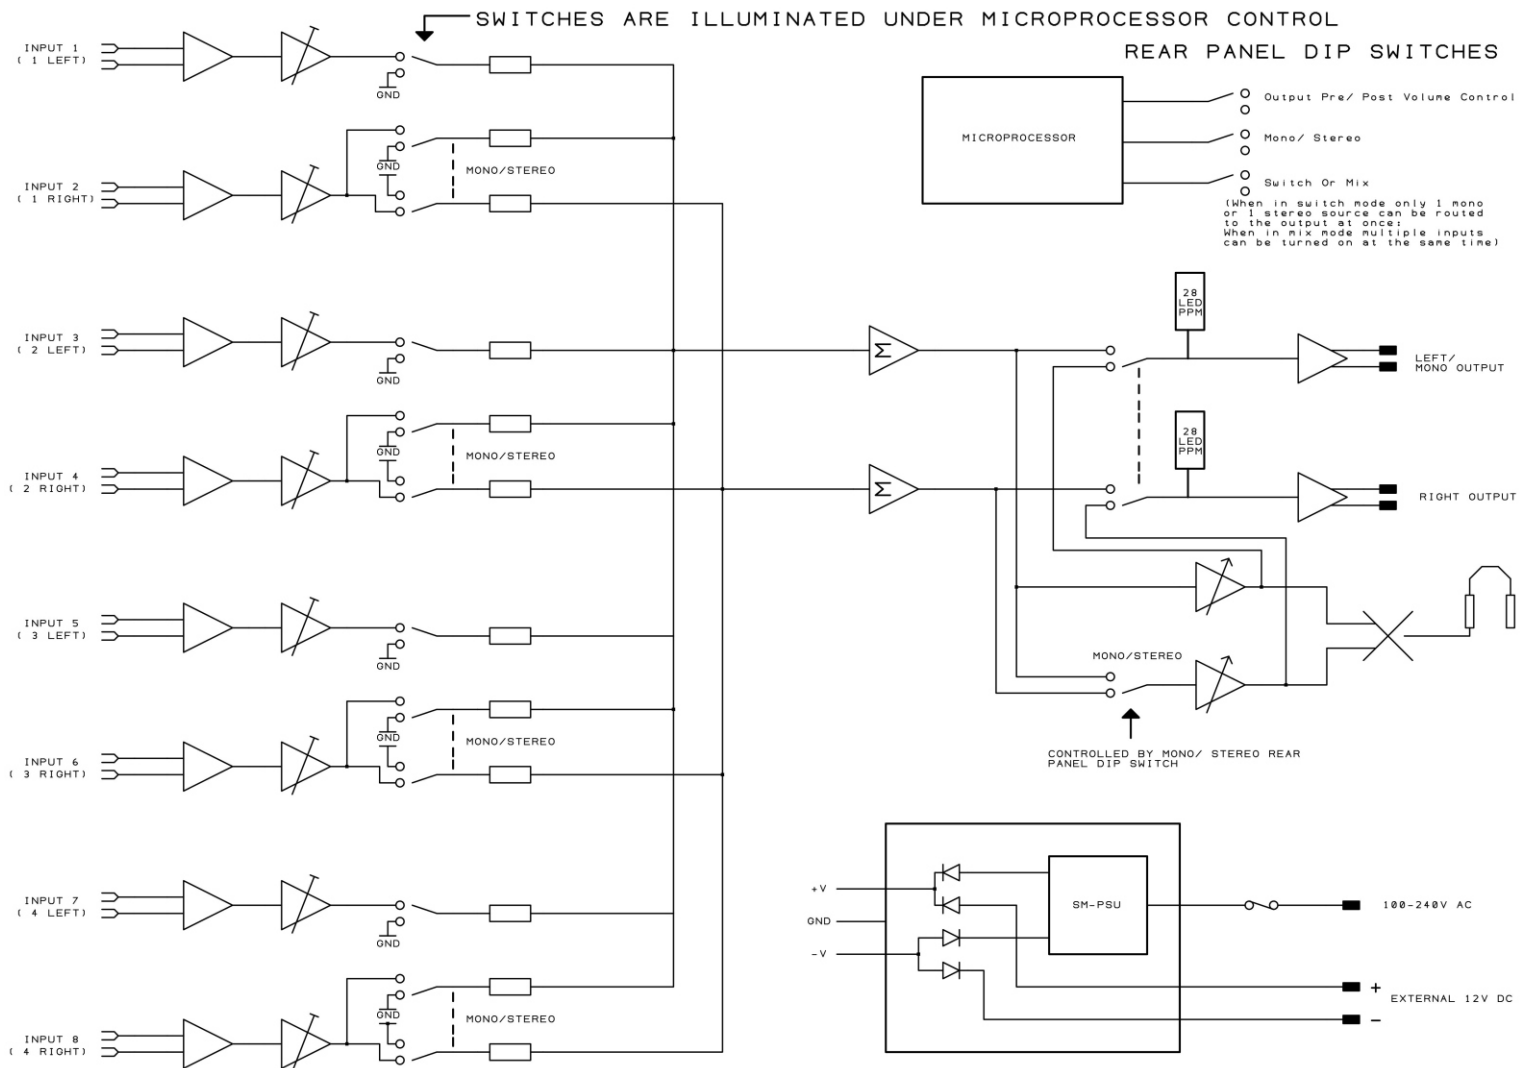 SWITCHES ARE ILLUMINATED UNDER MICROPROCESSOR CONTROL
REAR PANEL DIP SWITCHES
INPUT 1
( 1 LEFT)
GND
MICROPROCESSOR
Output Pre/ Post Volume Control
Mono/ Stereo
Switch Or Mix
(When in switch mode only 1 mono
or 1 stereo source can be routed
to the output at once;
When in mix mode multiple inputs
can be turned on at the same time)
INPUT 2
( 1 RIGHT)
GND
MONO/STEREO
INPUT 3
( 2 LEFT)
GND
28
LED
PPM
LEFT/
MONO OUTPUT
INPUT 4
( 2 RIGHT)
GND
MONO/STEREO
28
LED
PPM
RIGHT OUTPUT
INPUT 5
( 3 LEFT)
GND
MONO/STEREO
CONTROLLED BY MONO/ STEREO REAR
PANEL DIP SWITCH
INPUT 6
( 3 RIGHT)
GND
MONO/STEREO
INPUT 7
( 4 LEFT)
GND
+V
GND
-V
SM-PSU
100-240V AC
+
EXTERNAL 12V DC
-
INPUT 8
( 4 RIGHT)
GND
MONO/STEREO
Σ
Σ